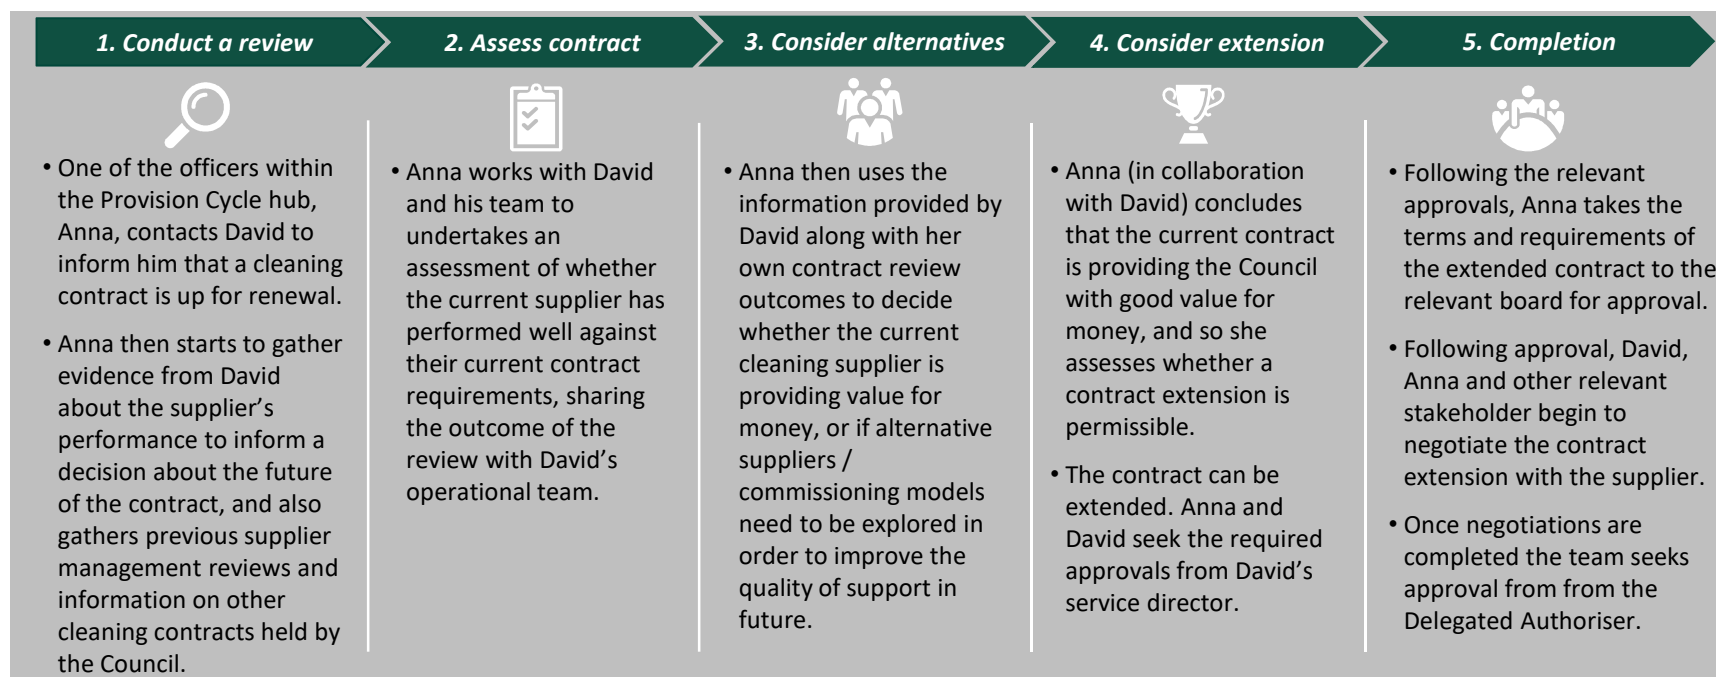 1. Conduct a review
2. Assess contract
3. Consider alternatives
4. Consider extension
5. Completion
• One of the officers within
the Provision Cycle hub,
Anna, contacts David to
inform him that a cleaning
contract is up for renewal.
• Anna then starts to gather
evidence from David
about the supplier's
performance to inform a
decision about the future
of the contract, and also
gathers previous supplier
management reviews and
information on other
cleaning contracts held by
the Council.
• Anna works with David
and his team to
undertakes an
assessment of whether
the current supplier has
performed well against
their current contract
requirements, sharing
the outcome of the
review with David's
operational team.
• Anna then uses the
information provided by
David along with her
own contract review
outcomes to decide
whether the current
cleaning supplier is
providing value for
money, or if alternative
suppliers /
commissioning models
need to be explored in
order to improve the
quality of support in
future.
• Anna (in collaboration
with David) concludes
that the current contract
is providing the Council
with good value for
money, and so she
assesses whether a
contract extension is
permissible.
• The contract can be
extended. Anna and
David seek the required
approvals from David's
service director.
• Following the relevant
approvals, Anna takes the
terms and requirements of
the extended contract to the
relevant board for approval.
• Following approval, David,
Anna and other relevant
stakeholder begin to
negotiate the contract
extension with the supplier.
• Once negotiations are
completed the team seeks
approval from from the
Delegated Authoriser.